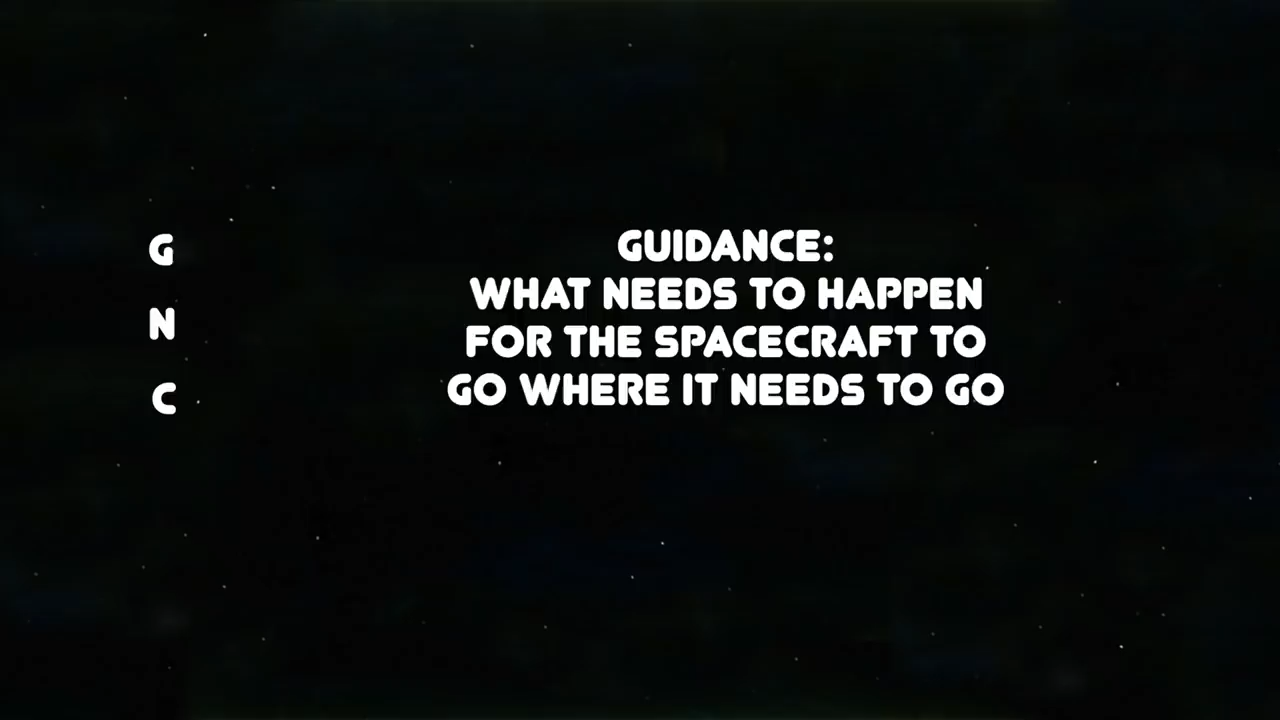 G
N
C
GUIDANCE:
WHAT NEEDS TO HAPPEN
FOR THE SPACECRAFT TO
GO WHERE IT NEEDS TO GO